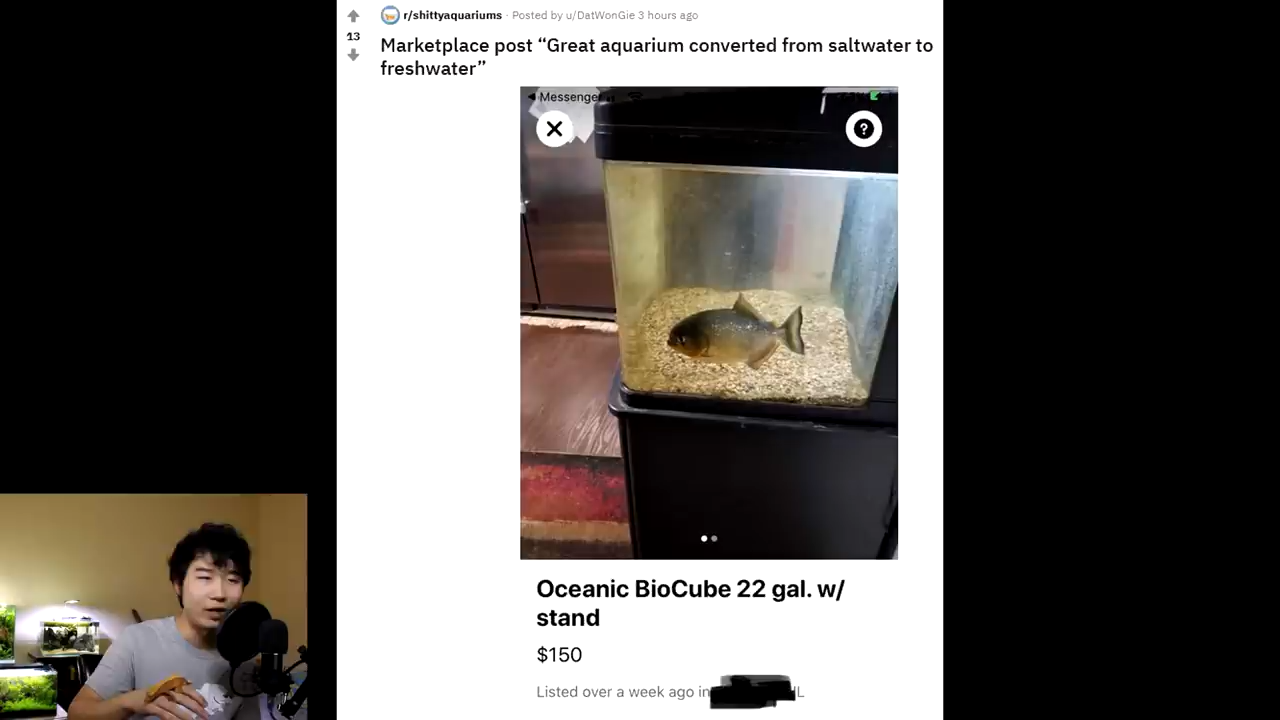 r/shittyaquariums · Posted by u/DatWonGie 3 hours ago
13
Marketplace post “Great aquarium converted from saltwater to
freshwater”
Messenger
Oceanic BioCube 22 gal. w/
stand
$150
Listed over a week ago in